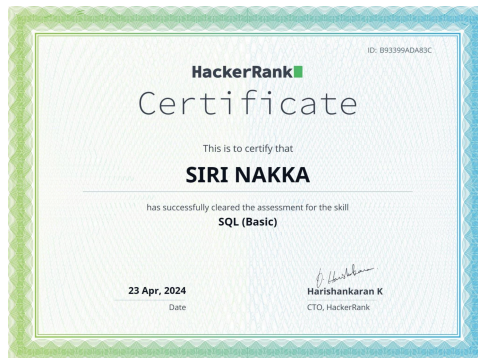 ID: B93399ADA83C
HackerRank
Certificate
This is to certify that
SIRI NAKKA
has successfully cleared the assessment for the skill
SQL (Basic)
23 Apr, 2024
Harishankaran K
Date
CTO, HackerRank